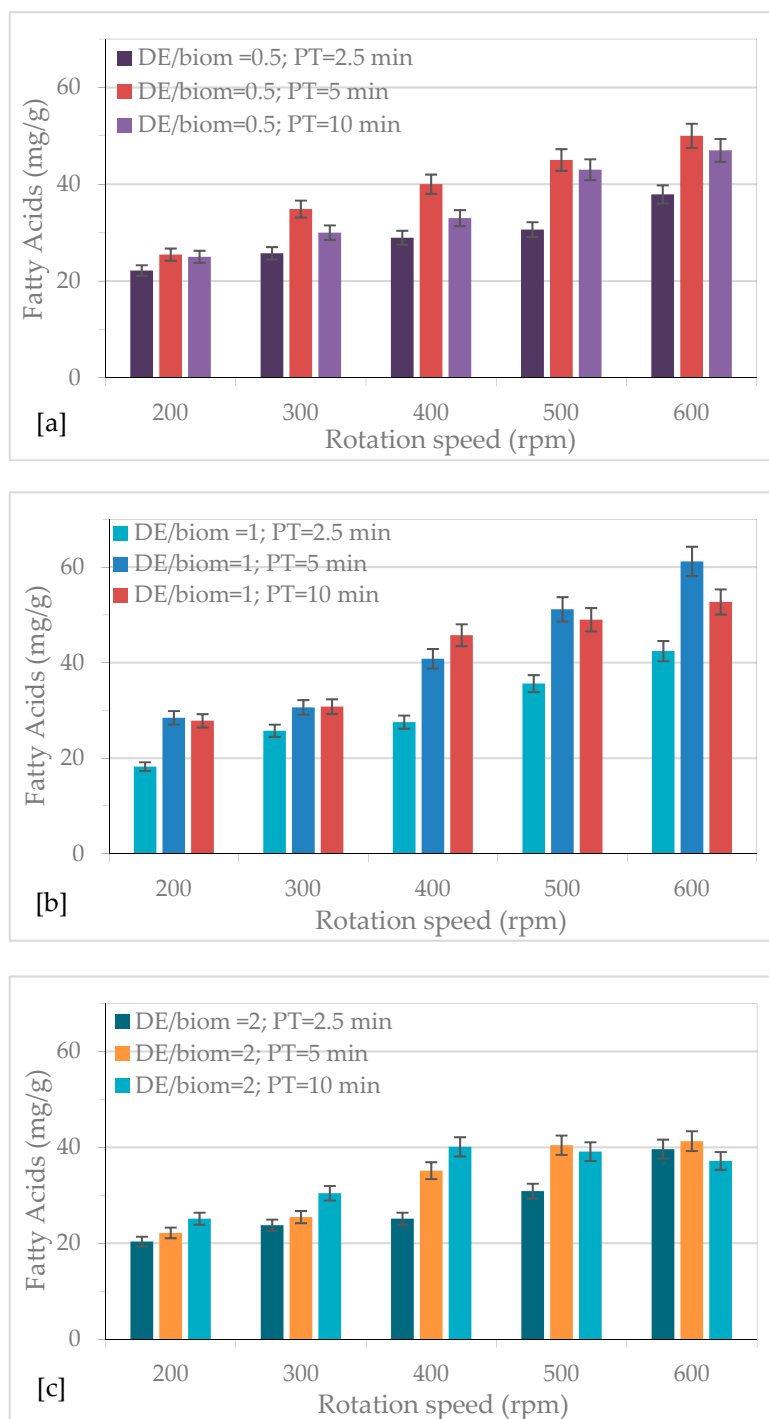 DE/biom =0.5; PT=2.5 min
DE/biom=0.5; PT=5 min
DE/biom=0.5; PT=10 min
Fatty Acids (mg/g)
60
40
20
0
200 300 400 500 600
[a]
Rotation speed (rpm)
DE/biom =1; PT=2.5 min
DE/biom=1; PT=5 min
DE/biom=1; PT=10 min
Fatty Acids (mg/g)
60
40
20
0
200 300 400 500 600
[b]
Rotation speed (rpm)
DE/biom =2; PT=2.5 min
DE/biom=2; PT=5 min
DE/biom=2; PT=10 min
Fatty Acids (mg/g)
60
40
20
0
200 300 400 500 600
[c]
Rotation speed (rpm)